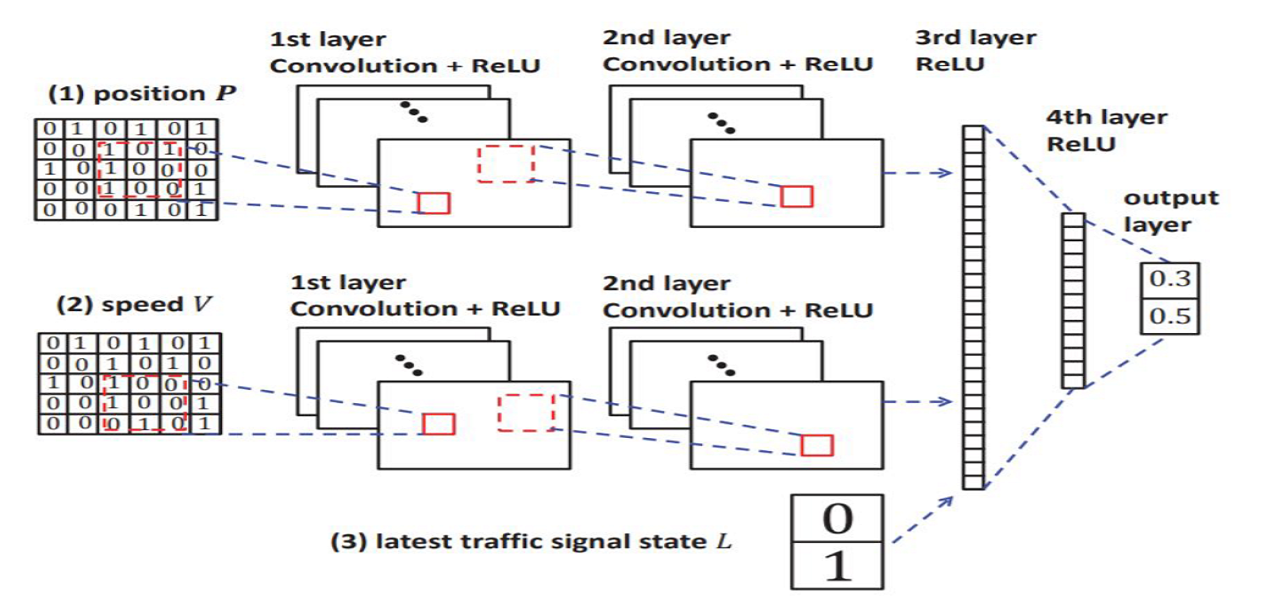 1st layer
Convolution + ReLU
2nd layer
Convolution + ReLU
3rd layer
ReLU
(1) position P
0 1 0 1 0 1
0 0 1 0 1 0
1 0 1 0 0 0
0 0 1 0 0 1
0 0 0 1 0 1
4th layer
ReLU
output
layer
0.3
0.5
(2) speed V
0 1 0 1 0 1
0 0 1 0 1 0
1 0 1 0 0 0
0 0 1 0 0 1
0 0 0 1 0 1
1st layer
Convolution + ReLU
2nd layer
Convolution + ReLU
(3) latest traffic signal state L
0
1